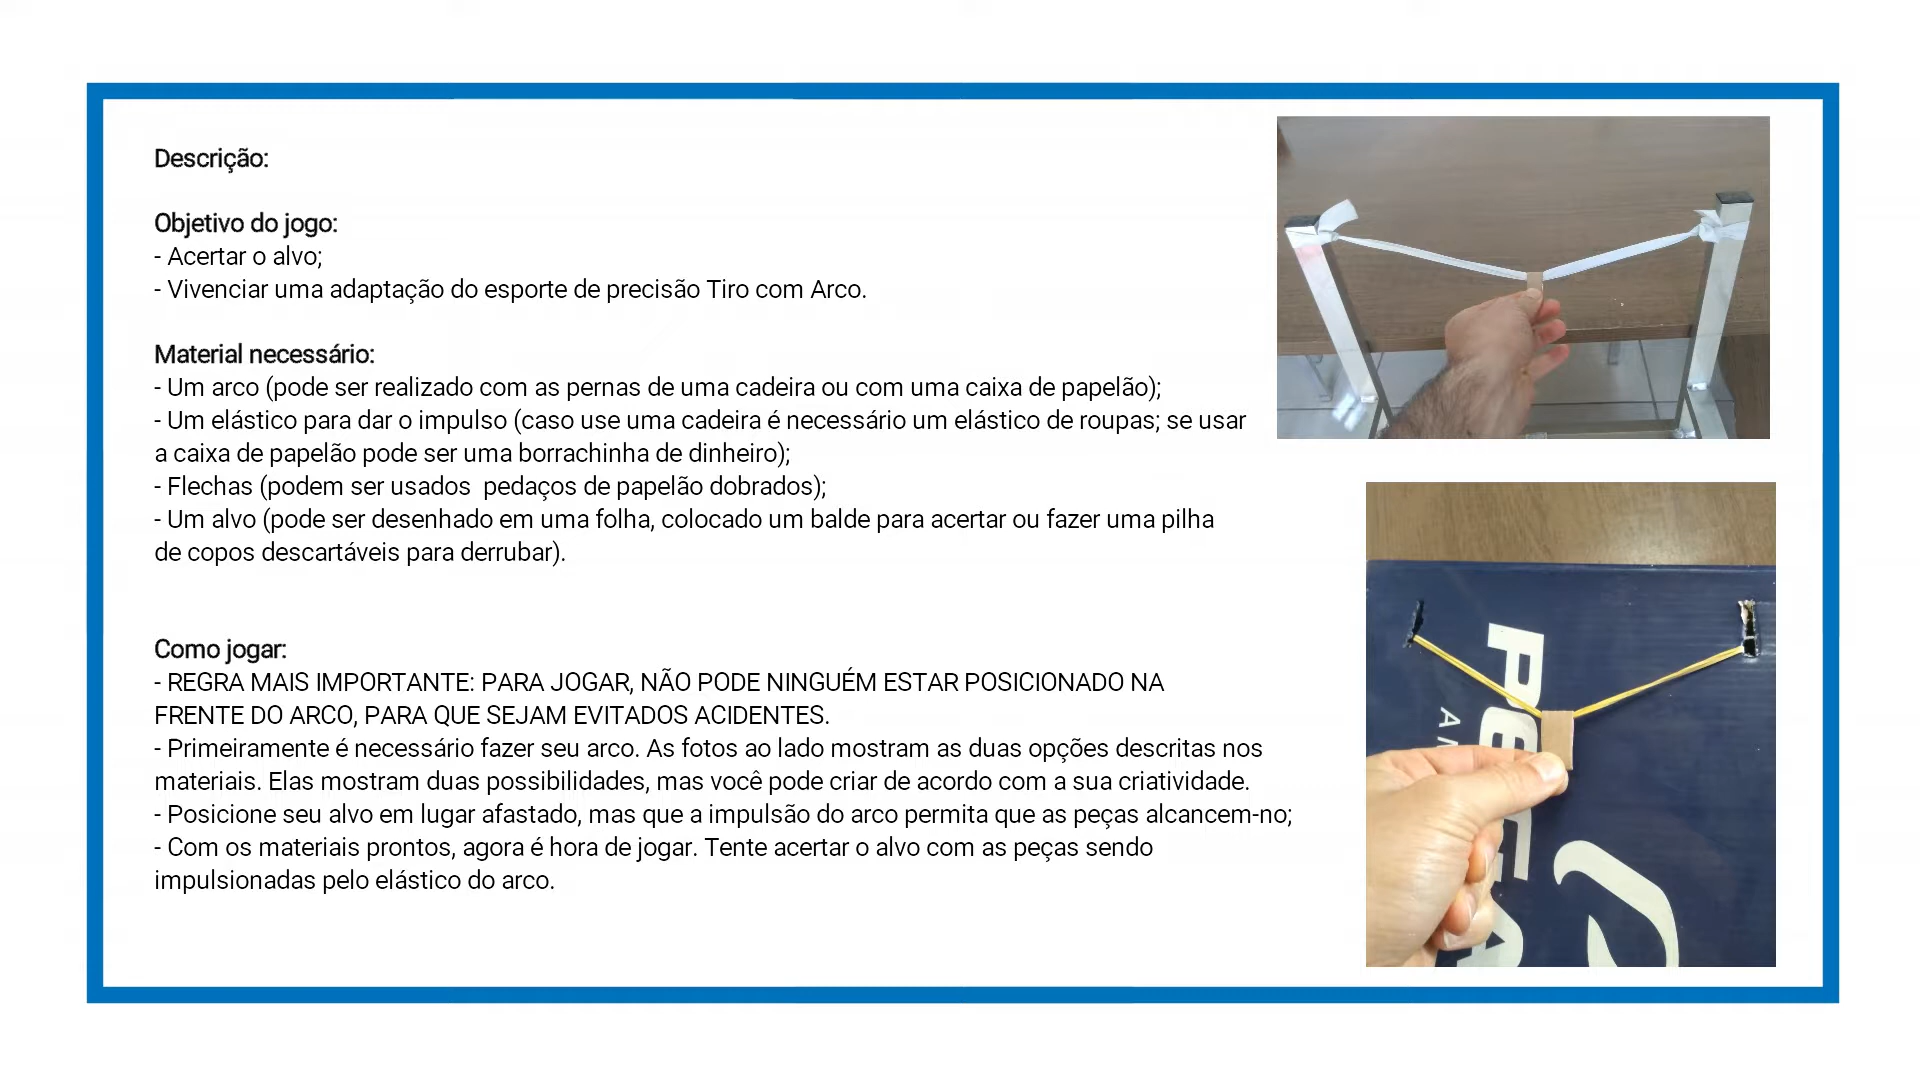 Descrição:
Objetivo do jogo:
- Acertar o alvo;
- Vivenciar uma adaptação do esporte de precisão Tiro com Arco.
Material necessário:
- Um arco (pode ser realizado com as pernas de uma cadeira ou com uma caixa de papelão);
- Um elástico para dar o impulso (caso use uma cadeira é necessário um elástico de roupas; se usar
a caixa de papelão pode ser uma borrachinha de dinheiro);
- Flechas (podem ser usados  pedaços de papelão dobrados);
- Um alvo (pode ser desenhado em uma folha, colocado um balde para acertar ou fazer uma pilha
de copos descartáveis para derrubar).
Como jogar:
- REGRA MAIS IMPORTANTE: PARA JOGAR, NÃO PODE NINGUÉM ESTAR POSICIONADO NA
FRENTE DO ARCO, PARA QUE SEJAM EVITADOS ACIDENTES.
- Primeiramente é necessário fazer seu arco. As fotos ao lado mostram as duas opções descritas nos
materiais. Elas mostram duas possibilidades, mas você pode criar de acordo com a sua criatividade.
- Posicione seu alvo em lugar afastado, mas que a impulsão do arco permita que as peças alcancem-no;
- Com os materiais prontos, agora é hora de jogar. Tente acertar o alvo com as peças sendo
impulsionadas pelo elástico do arco.